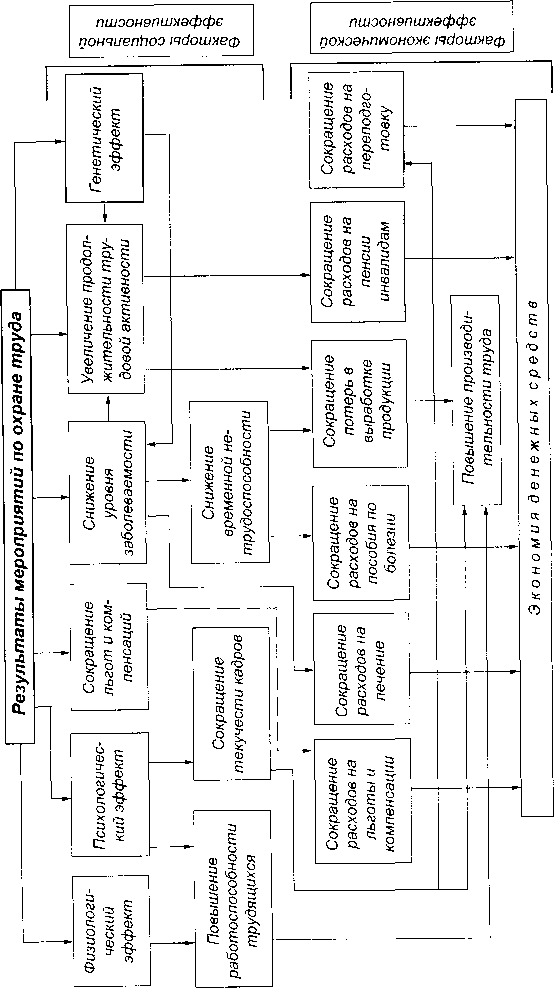 Результаты мероприятий по охране труда
Физиологи-
ческий
эффект
Психологичес-
кий эффект
Сокращение
льгот и ком-
пенсаций
Снижение
уровня
заболеваемости
Увеличение продол-
жительности тру-
довой активности
Генетический
эффект
Факторы социальной
эффективности
Повышение
работоспособности
трудящихся
Сокращение
текучести кадров
Снижение
временной не-
трудоспособности
Сокращение
расходов на
льготы и
компенсации
Сокращение
расходов на
лечение
Сокращение
расходов на
пособия по
болезни
Сокращение
потерь в
выработке
продукции
Сокращение
расходов на
пенсии
инвалидам
Сокращение
расходов на
переподго-
товку
Факторы экономической
эффективности
Повышение производи-
тельности труда
Экономия денежных средств